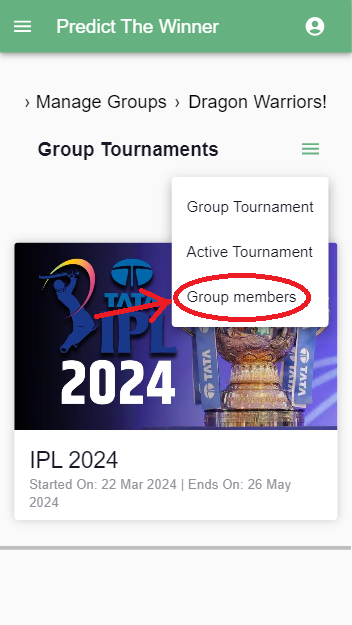 Predict The Winner
› Manage Groups › Dragon Warriors!
Group Tournaments
Group Tournament
Active Tournament
Group members
TATA
IPL
2024
TATA
TATA
IPL 2024
Started On: 22 Mar 2024 | Ends On: 26 May
2024